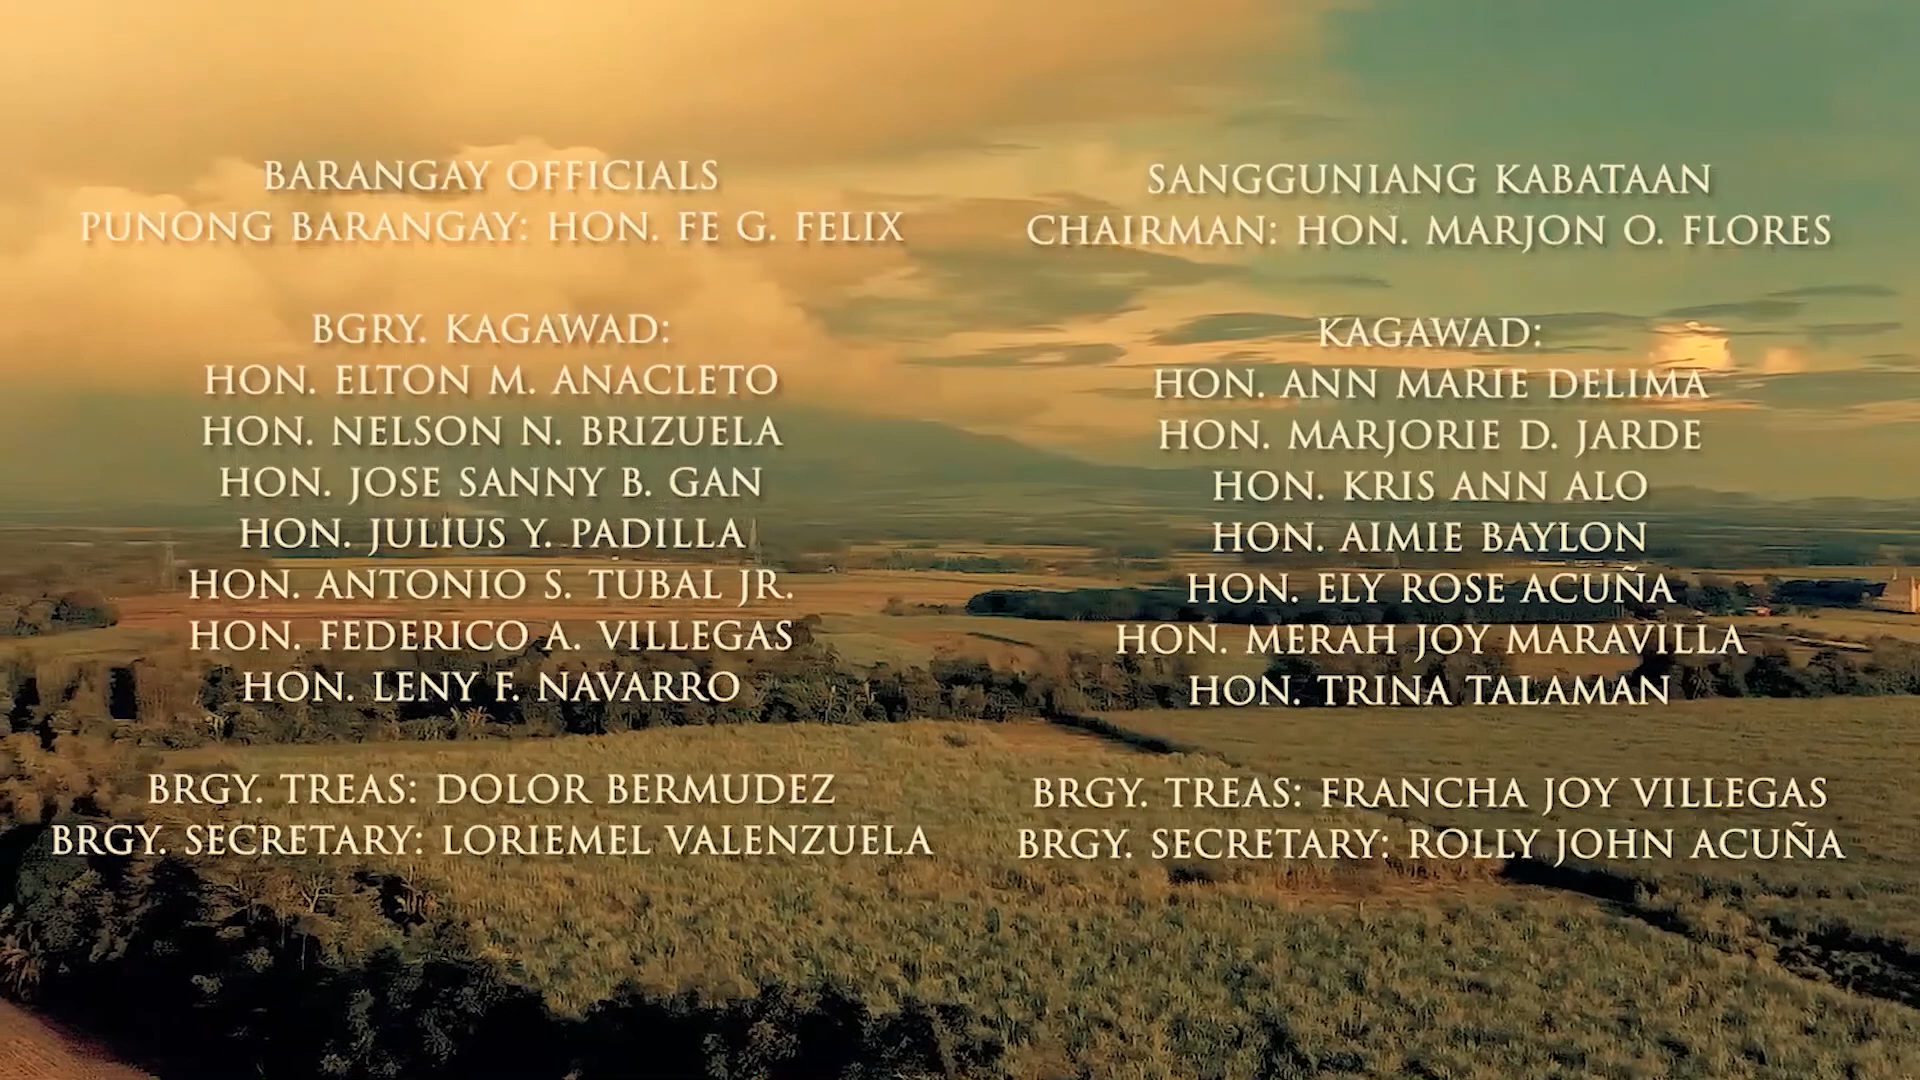 BARANGAY OFFICIALS
PUNONG BARANGAY: HON. FE G. FELIX
BGRY. KAGAWAD:
HON. ELTON M. ANACLETO
HON. NELSON N. BRIZUELA
HON. JOSE SANNY B. GAN
HON. JULIUS Y. PADILLA
HON. ANTONIO S. TUBAL JR.
HON. FEDERICO A. VILLEGAS
HON. LENY F. NAVARRO
BRGY. TREAS: DOLOR BERMUDEZ
BRGY. SECRETARY: LORIEMEL VALENZUELA
SANGGUNIANG KABATAAN
CHAIRMAN: HON. MARJON O. FLORES
KAGAWAD:
HON. ANN MARIE DELIMA
HON. MARJORIE D. JARDE
HON. KRIS ANN ALO
HON. AIMIE BAYLON
HON. ELY ROSE ACUÑA
HON. MERAH JOY MARAVILLA
HON. TRINA TALAMAN
BRGY. TREAS: FRANCHA JOY VILLEGAS
BRGY. SECRETARY: ROLLY JOHN ACUÑA